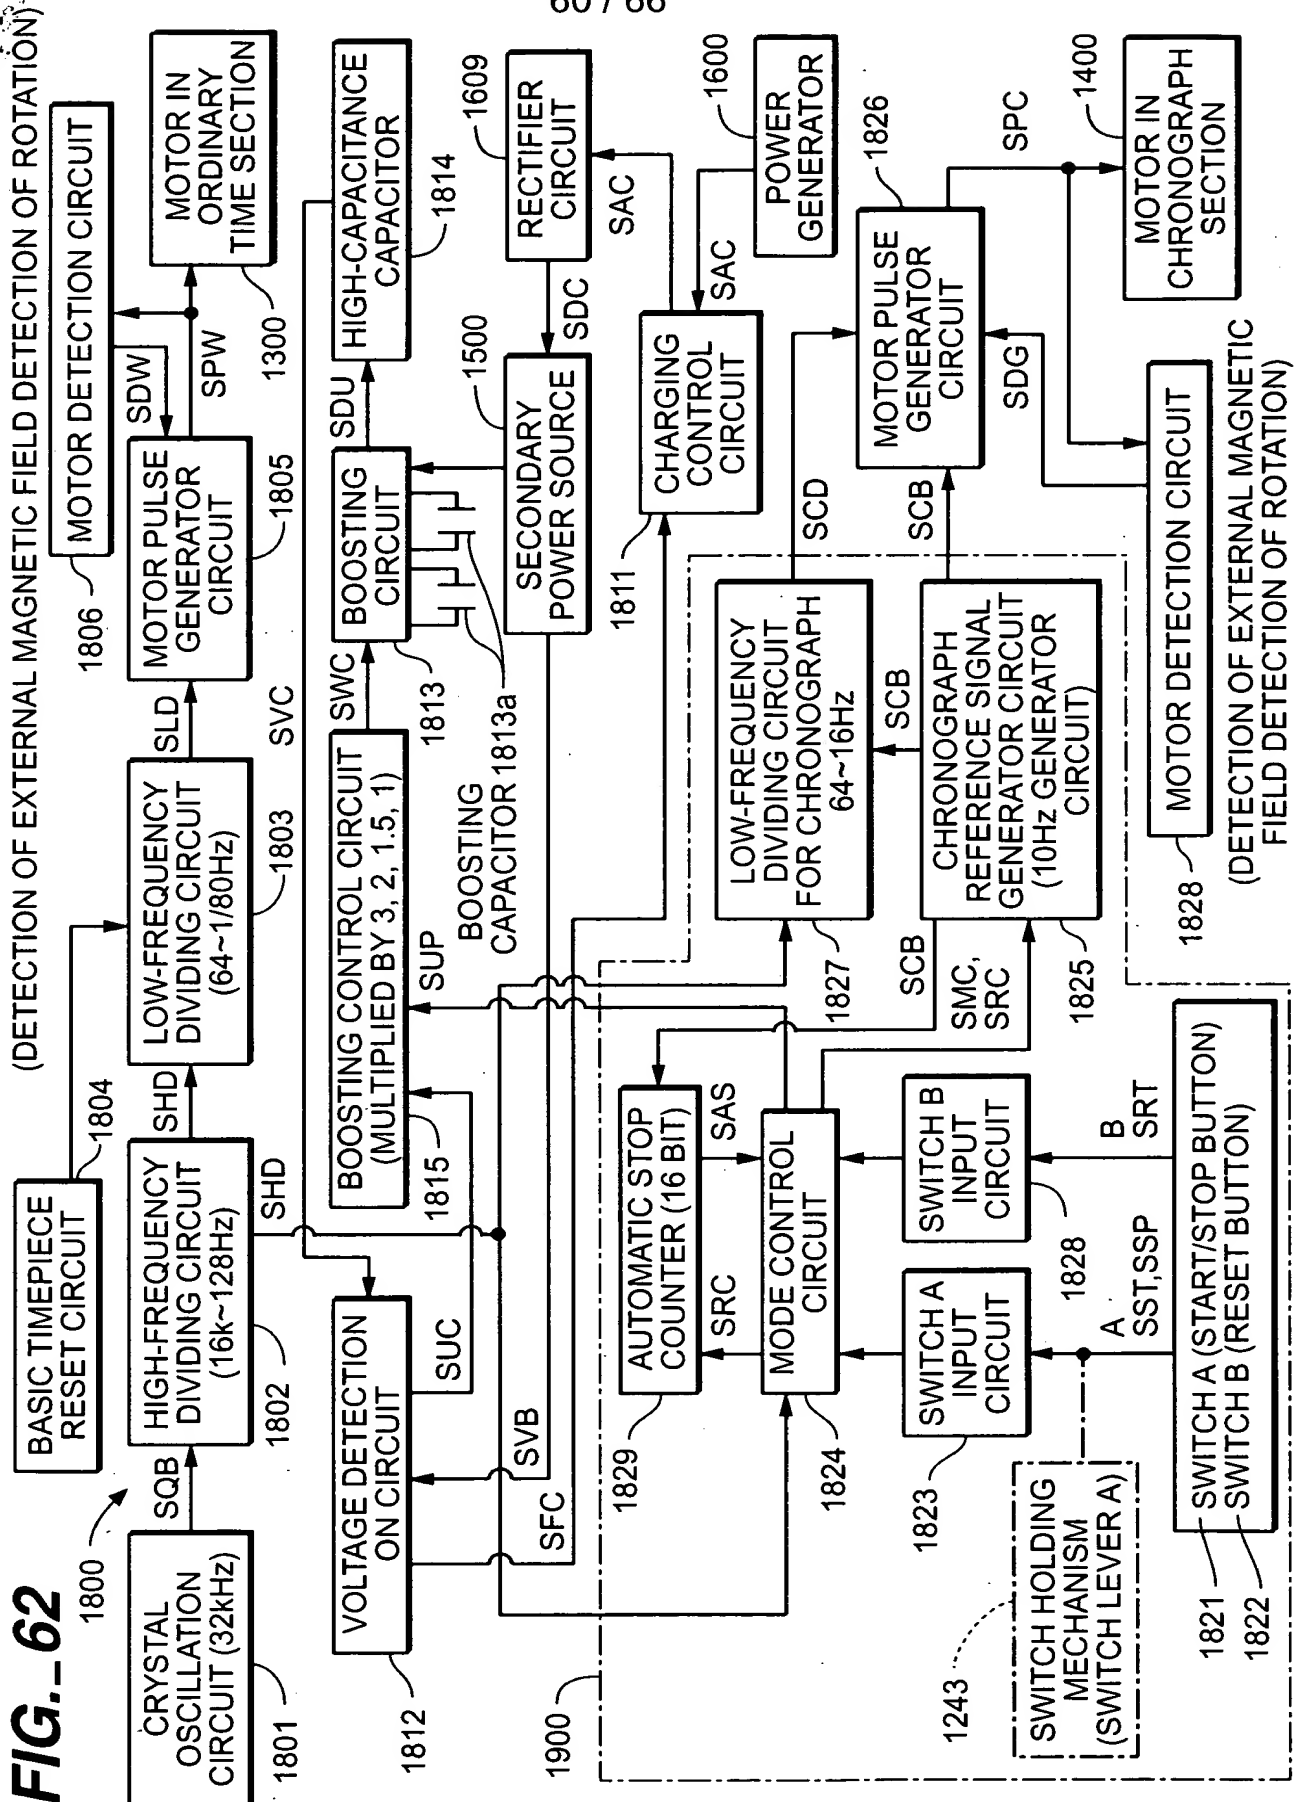 60 / 66
FIG._62
(DETECTION OF EXTERNAL MAGNETIC FIELD DETECTION OF ROTATION)
1800
CRYSTAL
OSCILLATION
CIRCUIT (32kHz)
1801
SQB
BASIC TIMEPIECE
RESET CIRCUIT
1804
HIGH-FREQUENCY
DIVIDING CIRCUIT
(16k~128Hz)
1802
SHD
SHD
LOW-FREQUENCY
DIVIDING CIRCUIT
(64~1/80Hz)
1803
SLD
MOTOR PULSE
GENERATOR
CIRCUIT
1805
1806
MOTOR DETECTION CIRCUIT
SDW
SPW
MOTOR IN
ORDINARY
TIME SECTION
1300
SVC
VOLTAGE DETECTION
ON CIRCUIT
1812
SUC
SVB
SFC
BOOSTING CONTROL CIRCUIT
(MULTIPLIED BY 3, 2, 1.5, 1)
1815
SUP
SWC
BOOSTING
CIRCUIT
1813
BOOSTING
CAPACITOR 1813a
SDU
HIGH-CAPACITANCE
CAPACITOR
1814
SECONDARY
POWER SOURCE
1500
SDC
RECTIFIER
CIRCUIT
1609
SAC
CHARGING
CONTROL
CIRCUIT
1811
SAC
POWER
GENERATOR
1600
1900
AUTOMATIC STOP
COUNTER (16 BIT)
1829
SRC
SAS
MODE CONTROL
CIRCUIT
1824
SWITCH A
INPUT
CIRCUIT
1823
SWITCH B
INPUT
CIRCUIT
1828
A
SST,SSP
B
SRT
SWITCH HOLDING
MECHANISM
(SWITCH LEVER A)
1243
SWITCH A (START/STOP BUTTON)
SWITCH B (RESET BUTTON)
1821
1822
LOW-FREQUENCY
DIVIDING CIRCUIT
FOR CHRONOGRAPH
64~16Hz
1827
SCB
SCB
SMC,
SRC
CHRONOGRAPH
REFERENCE SIGNAL
GENERATOR CIRCUIT
(10Hz GENERATOR
CIRCUIT)
1825
SCD
SCB
MOTOR PULSE
GENERATOR
CIRCUIT
1826
SDG
SPC
MOTOR IN
CHRONOGRAPH
SECTION
1400
MOTOR DETECTION CIRCUIT
1828
(DETECTION OF EXTERNAL MAGNETIC
FIELD DETECTION OF ROTATION)